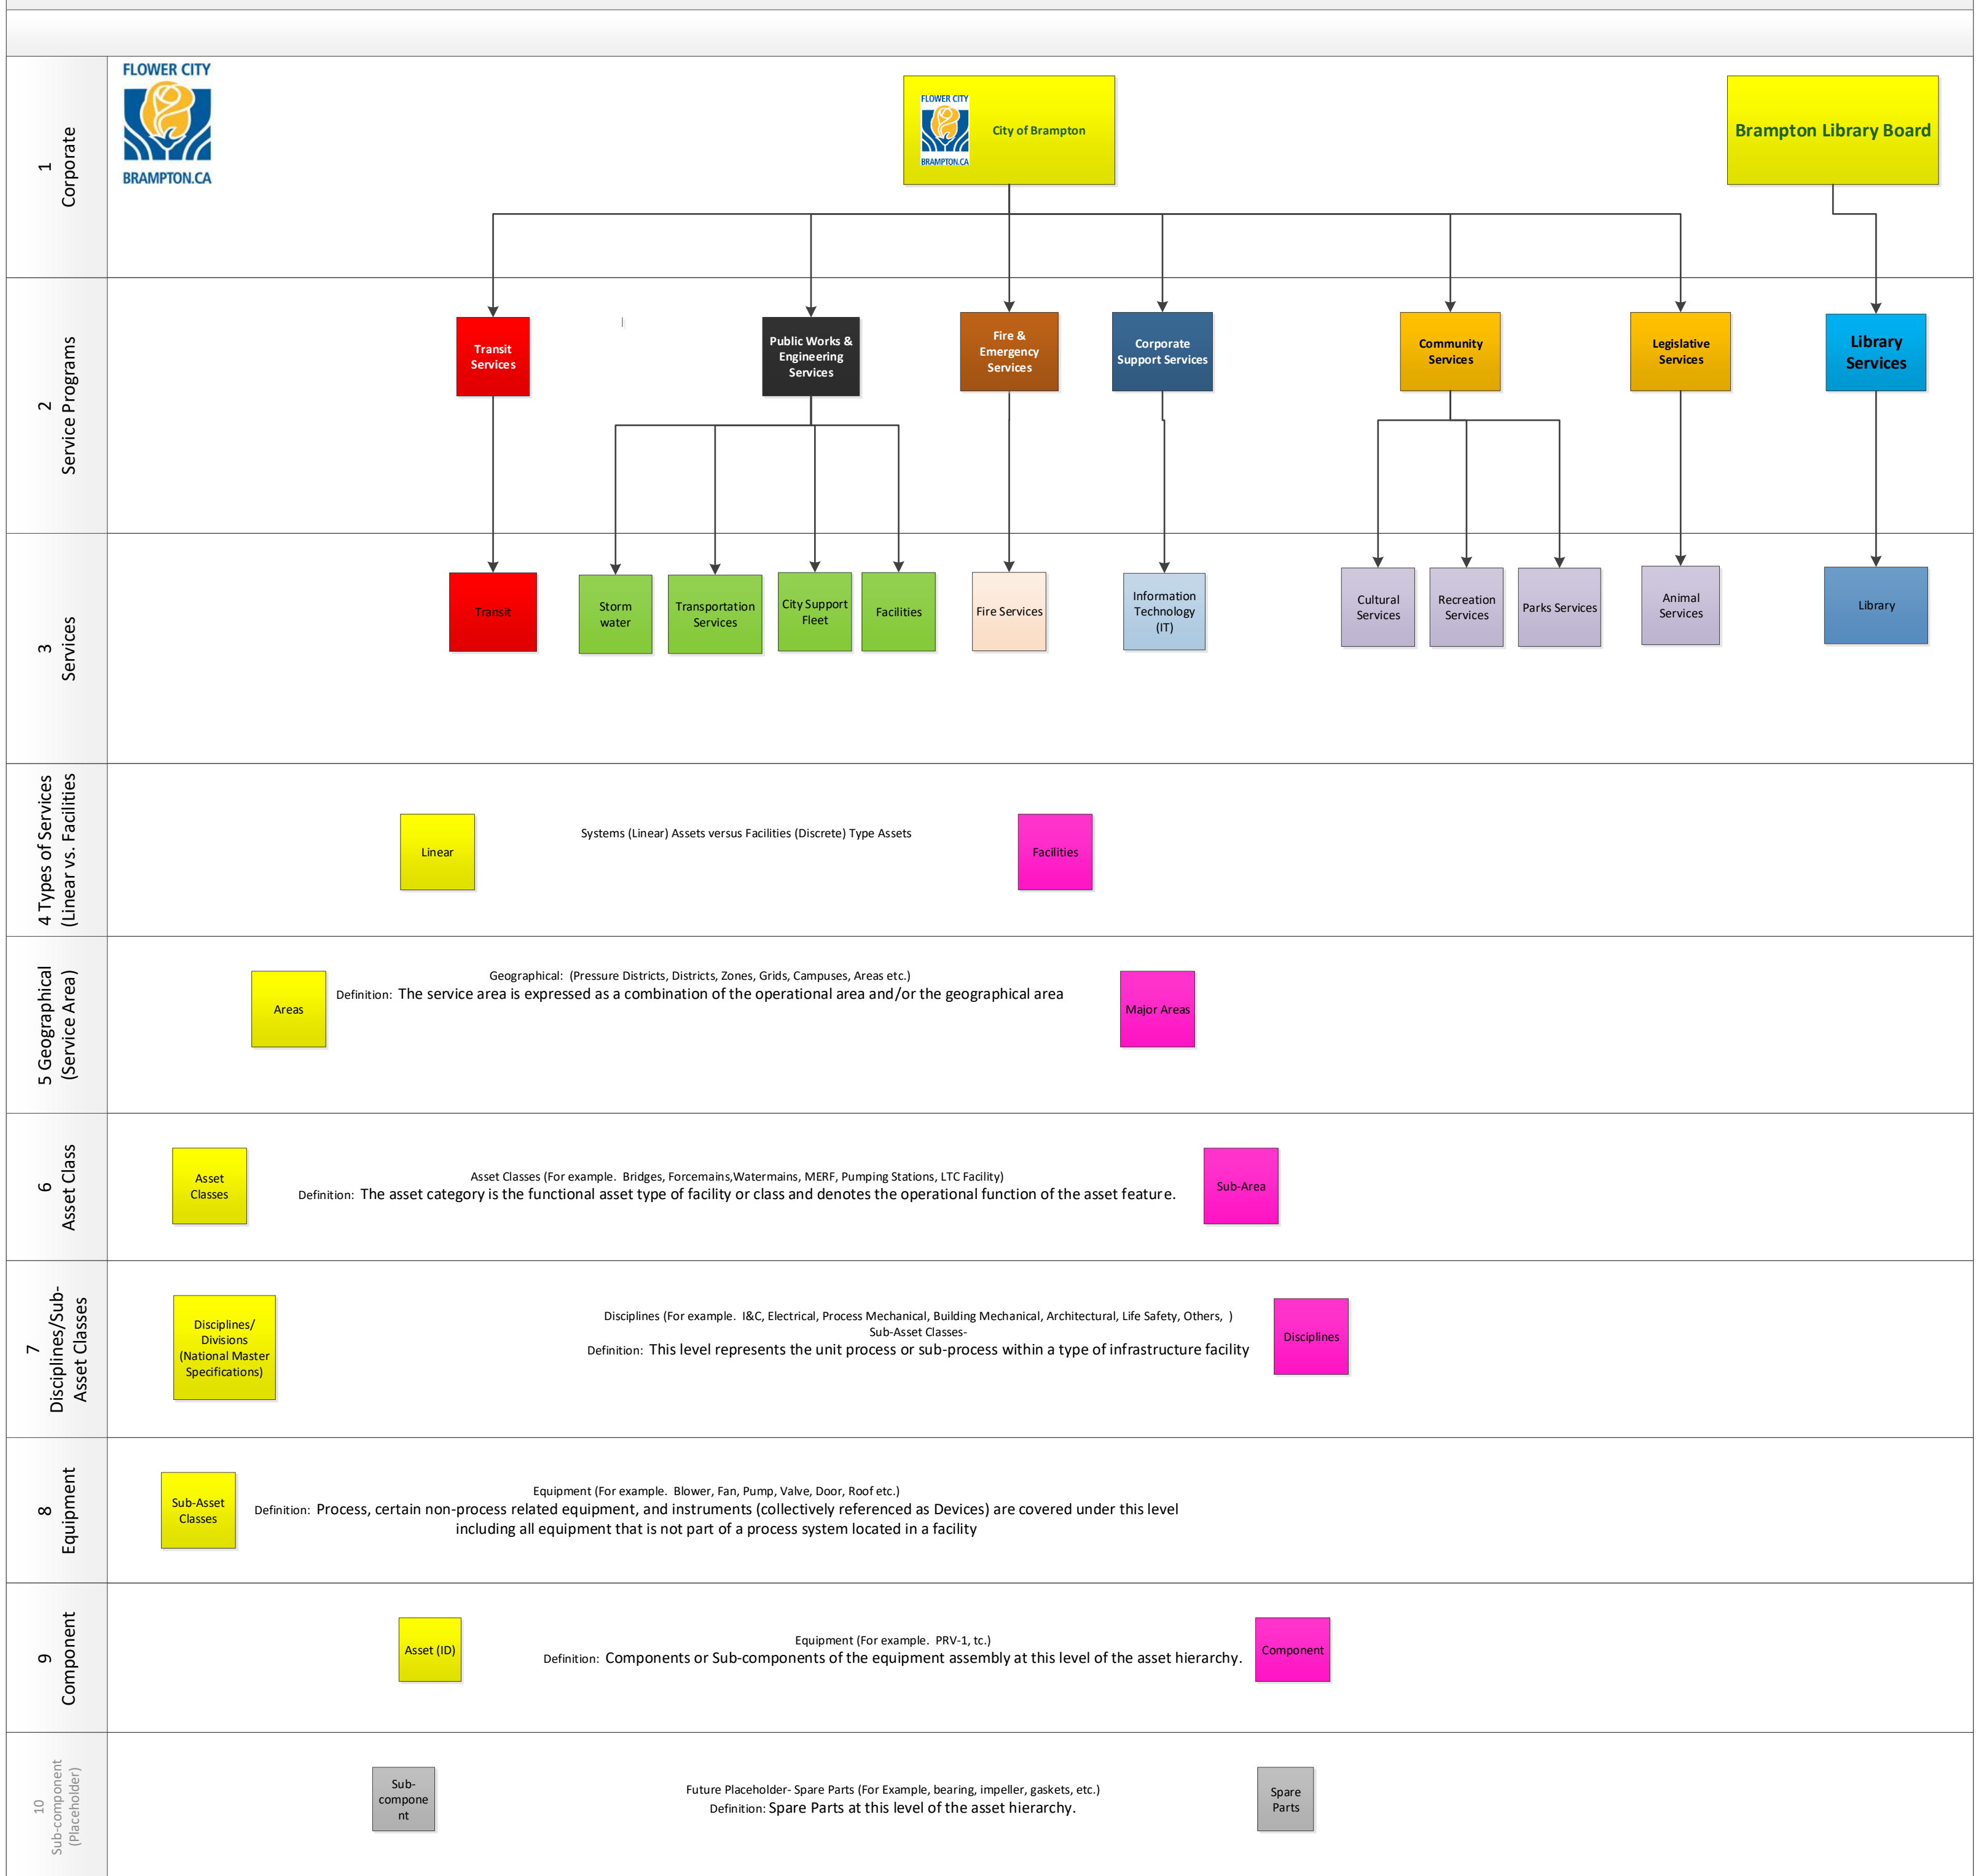 FLOWER CITY
BRAMPTON.CA
FLOWER CITY
BRAMPTON.CA
City of Brampton
Brampton Library Board
1
Corporate
Transit
Services
Public Works &
Engineering
Services
Fire &
Emergency
Services
Corporate
Support Services
Community
Services
Legislative
Services
Library
Services
2
Service Programs
Transit
Storm
water
Transportation
Services
City Support
Fleet
Facilities
Fire Services
Information
Technology
(IT)
Cultural
Services
Recreation
Services
Parks Services
Animal
Services
Library
3
Services
4 Types of Services
(Linear vs. Facilities
Linear
Systems (Linear) Assets versus Facilities (Discrete) Type Assets
Facilities
5 Geographical
(Service Area)
Areas
Geographical: (Pressure Districts, Districts, Zones, Grids, Campuses, Areas etc.)
Definition: The service area is expressed as a combination of the operational area and/or the geographical area
Major Areas
6
Asset Class
Asset
Classes
Asset Classes (For example. Bridges, Forcemains,Watermains, MERF, Pumping Stations, LTC Facility)
Definition: The asset category is the functional asset type of facility or class and denotes the operational function of the asset feature.
Sub-Area
7
Disciplines/Sub-
Asset Classes
Disciplines/
Divisions
(National Master
Specifications)
Disciplines (For example. I&C, Electrical, Process Mechanical, Building Mechanical, Architectural, Life Safety, Others, )
Sub-Asset Classes-
Definition: This level represents the unit process or sub-process within a type of infrastructure facility
Disciplines
8
Equipment
Sub-Asset
Classes
Equipment (For example. Blower, Fan, Pump, Valve, Door, Roof etc.)
Definition: Process, certain non-process related equipment, and instruments (collectively referenced as Devices) are covered under this level
including all equipment that is not part of a process system located in a facility
9
Component
Asset (ID)
Equipment (For example. PRV-1, tc.)
Definition: Components or Sub-components of the equipment assembly at this level of the asset hierarchy.
Component
10
Sub-component
(Placeholder)
Sub-
compone
nt
Future Placeholder- Spare Parts (For Example, bearing, impeller, gaskets, etc.)
Definition: Spare Parts at this level of the asset hierarchy.
Spare
Parts